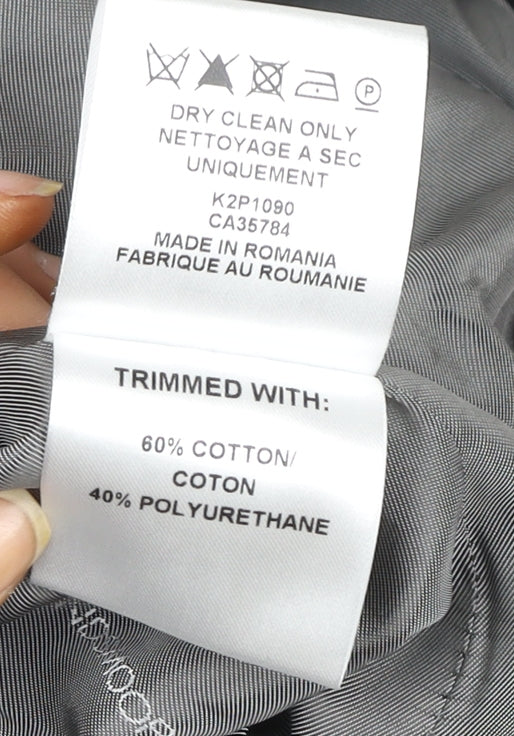 P
DRY CLEAN ONLY
NETTOYAGE A SEC
UNIQUEMENT
K2P1090
CA35784
MADE IN ROMANIA
FABRIQUE AU ROUMANIE
TRIMMED WITH:
60% COTTON/
COTON
40% POLYURETHANE